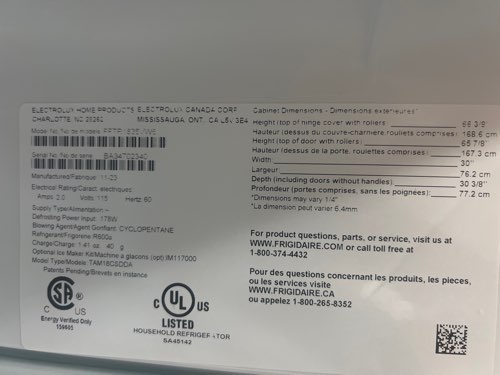 ELECTROLUX HOME PRODUCTS ELECTROLUX CANADA CORP.
CHARLOTTE, NC 28262 MISSISSAUGA, ONT, CA L5V 3E4
Model No./No. de modèle
Serial No./No de série BA34702340
Manufactured/Fabriqué 11-23
Electrical Rating/Caract. électriques:
Amps 2.0 Volts 115 Hertz 60
Supply Type/Alimentation ~
Defrosting Power Input: 178W
Blowing Agent/Agent Gonflant: CYCLOPENTANE
Refrigerant/Frigorigène: R600a
Charge/Charge: 1.41 oz. 40 g
Optional Ice Maker Kit/Machine à glaçons (opt) IM117000
Machine Type: TAM18CSDDA
Patents Pending/Brevets en instance
SA
C US
Energy Verified Only
UL
C US
LISTED
HOUSEHOLD REFRIGERATOR
SA46142
Cabinet Dimensions - Dimensions extérieures*
Height (top of hinge cover with rollers) 66 3/8"
Hauteur (dessus du couvre-charnière, roulets comprises) 168.6 cm
Height (top of door with rollers) 65 7/8"
Hauteur (dessus de la porte, roulettes comprises) 167.3 cm
Width 30"
Largeur 76.2 cm
Depth (including doors without handles) 30 3/8"
Profondeur (portes comprises, sans les poignées) 77.2 cm
*Dimensions may vary 1/4"
*La dimension peut varier 6.4mm
For product questions, parts, or service, visit us at
WWW.FRIGIDAIRE.COM or call toll free at
1-800-374-4432
Pour des questions concernant les produits, les pieces,
ou les services visite
WWW.FRIGIDAIRE.CA
ou appelez 1-800-265-8352